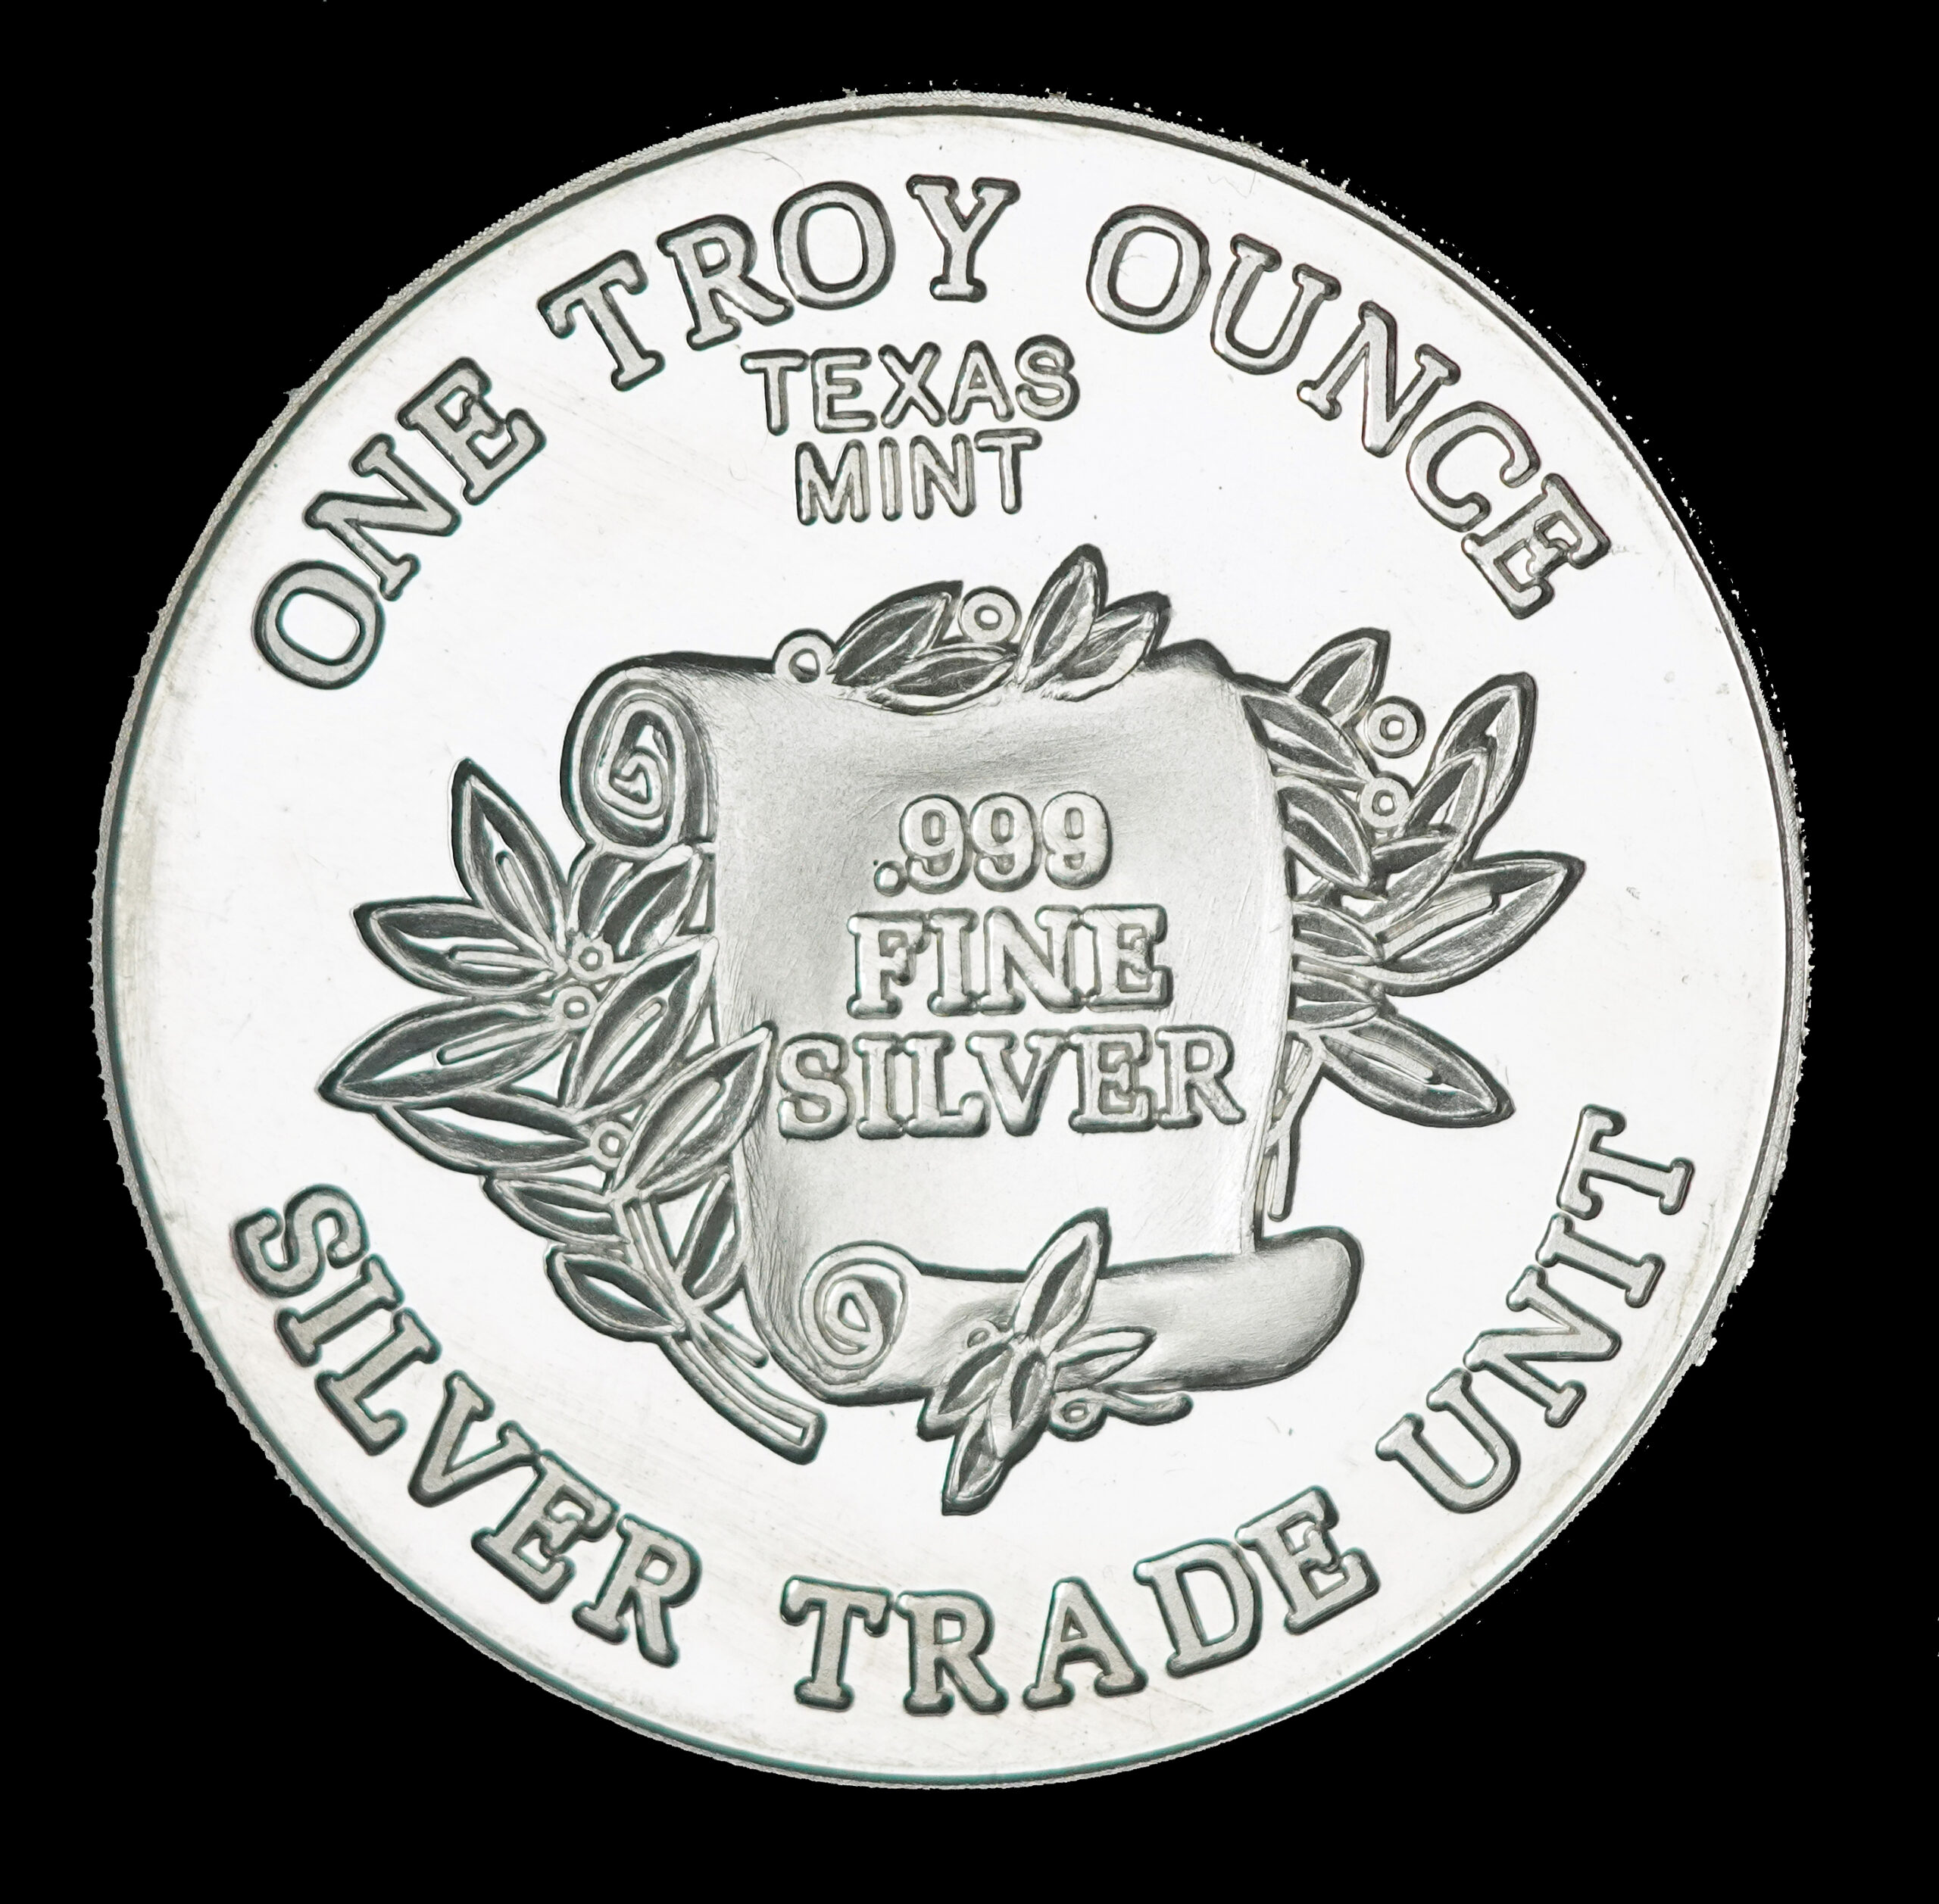 ONE TROY OUNCE
TEXAS
MINT
.999
FINE
SILVER
SILVER TRADE UNIT